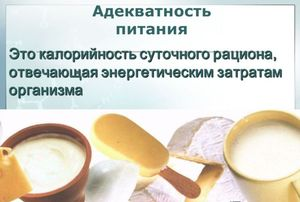 Адекватность
питания
Это калорийность суточного рациона,
отвечающая энергетическим затратам
организма